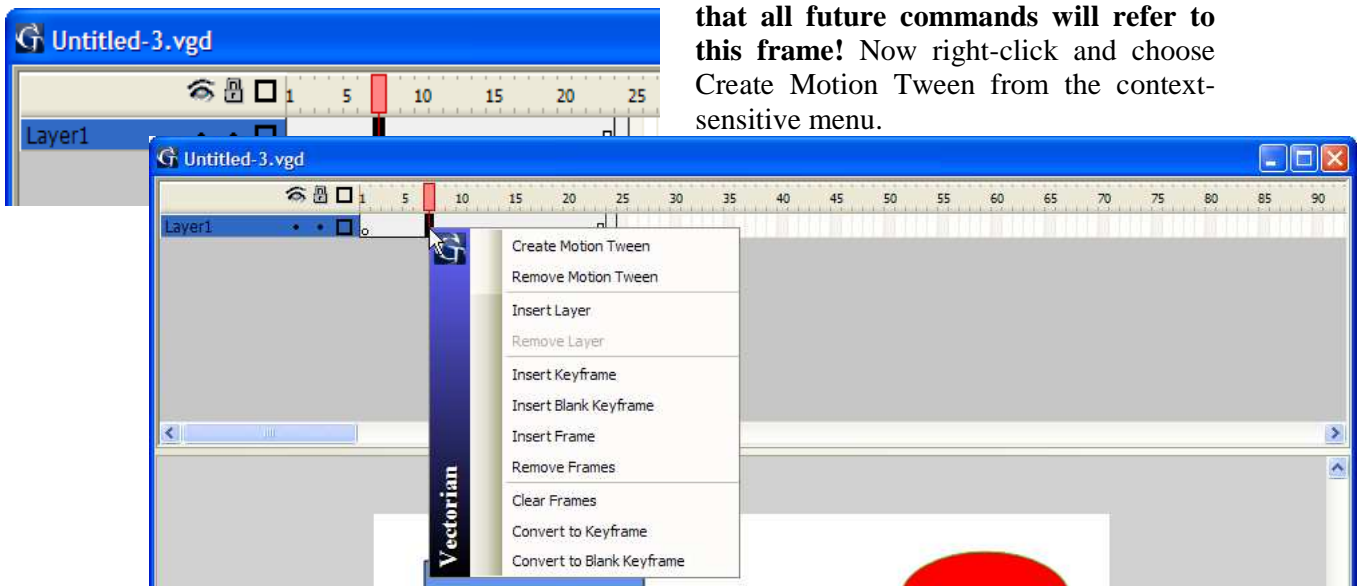 that all future commands will refer to
this frame! Now right-click and choose
Create Motion Tween from the context-
sensitive menu.
Untitled-3.vgd
1 5 10 15 20 25
Layer1
Untitled-3.vgd
1 5 10 15 20 25 30 35 40 45 50 55 60 65 70 75 80 85 90
Layer1
Create Motion Tween
Remove Motion Tween
Insert Layer
Remove Layer
Insert Keyframe
Insert Blank Keyframe
Insert Frame
Remove Frames
Clear Frames
Convert to Keyframe
Convert to Blank Keyframe
Vectorian